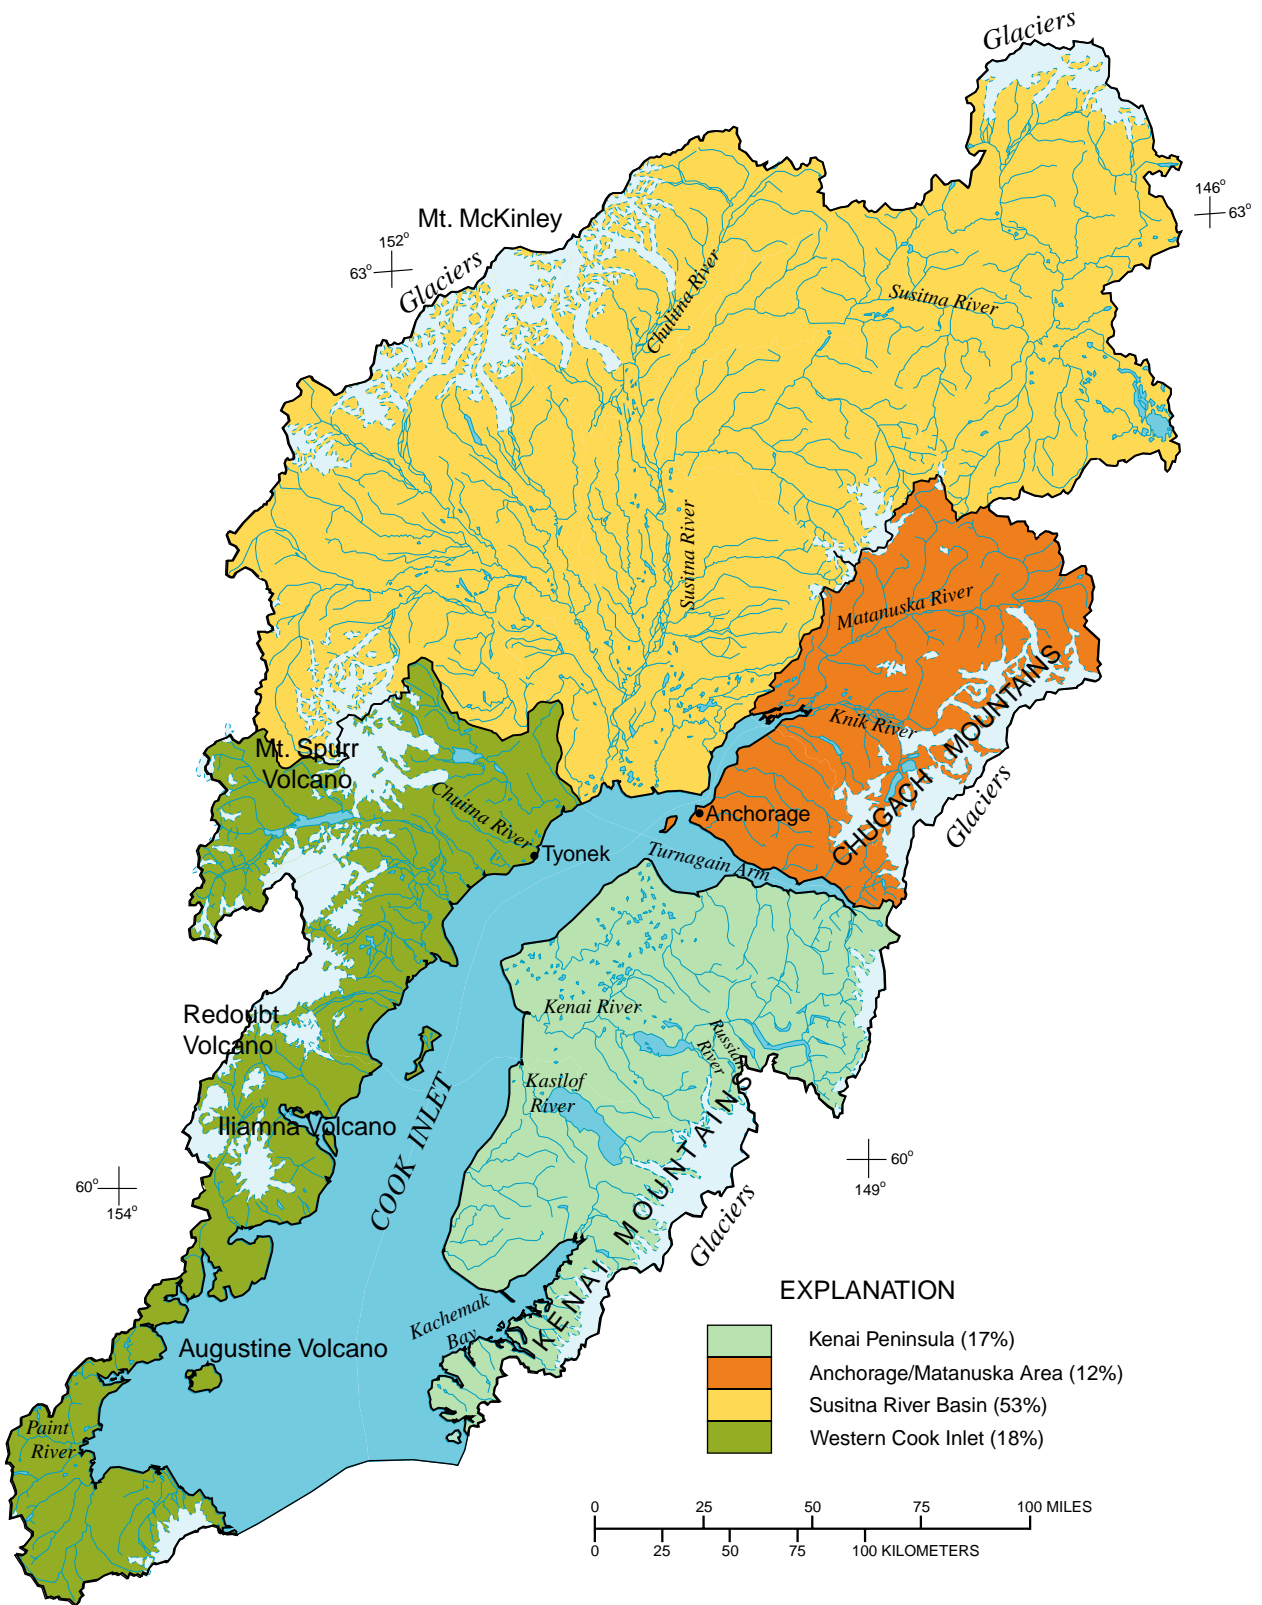 Glaciers
146°
63°
Mt. McKinley
152°
63°
Glaciers
Chulitna River
Susitna River
Susitna River
Matanuska River
Knik River
CHUGACH MOUNTAINS
Glaciers
Mt. Spurr
Volcano
Chuitna River
Anchorage
Tyonek
Turnagain Arm
Redoubt
Volcano
Kenai River
Russian
River
Kasilof
River
COOK INLET
Iliamna Volcano
60°
154°
60°
149°
KENAI MOUNTAINS
Glaciers
Kachemak
Bay
Augustine Volcano
Paint
River
EXPLANATION
Kenai Peninsula (17%)
Anchorage/Matanuska Area (12%)
Susitna River Basin (53%)
Western Cook Inlet (18%)
0 25 50 75 100 MILES
0 25 50 75 100 KILOMETERS